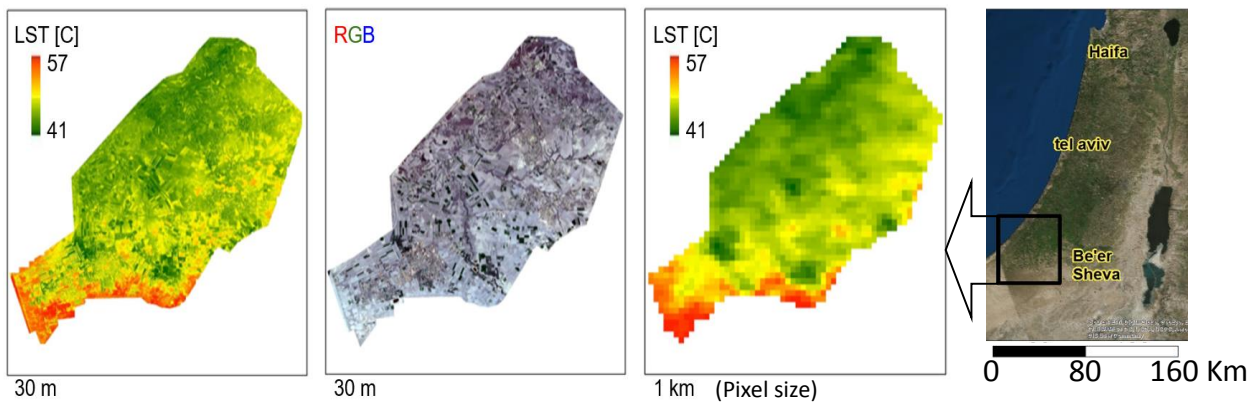 LST [C]
57
41
30 m
RGB
30 m
LST [C]
57
41
1 km (Pixel size)
Haifa
tel aviv
Be'er
Sheva
0 80 160 Km